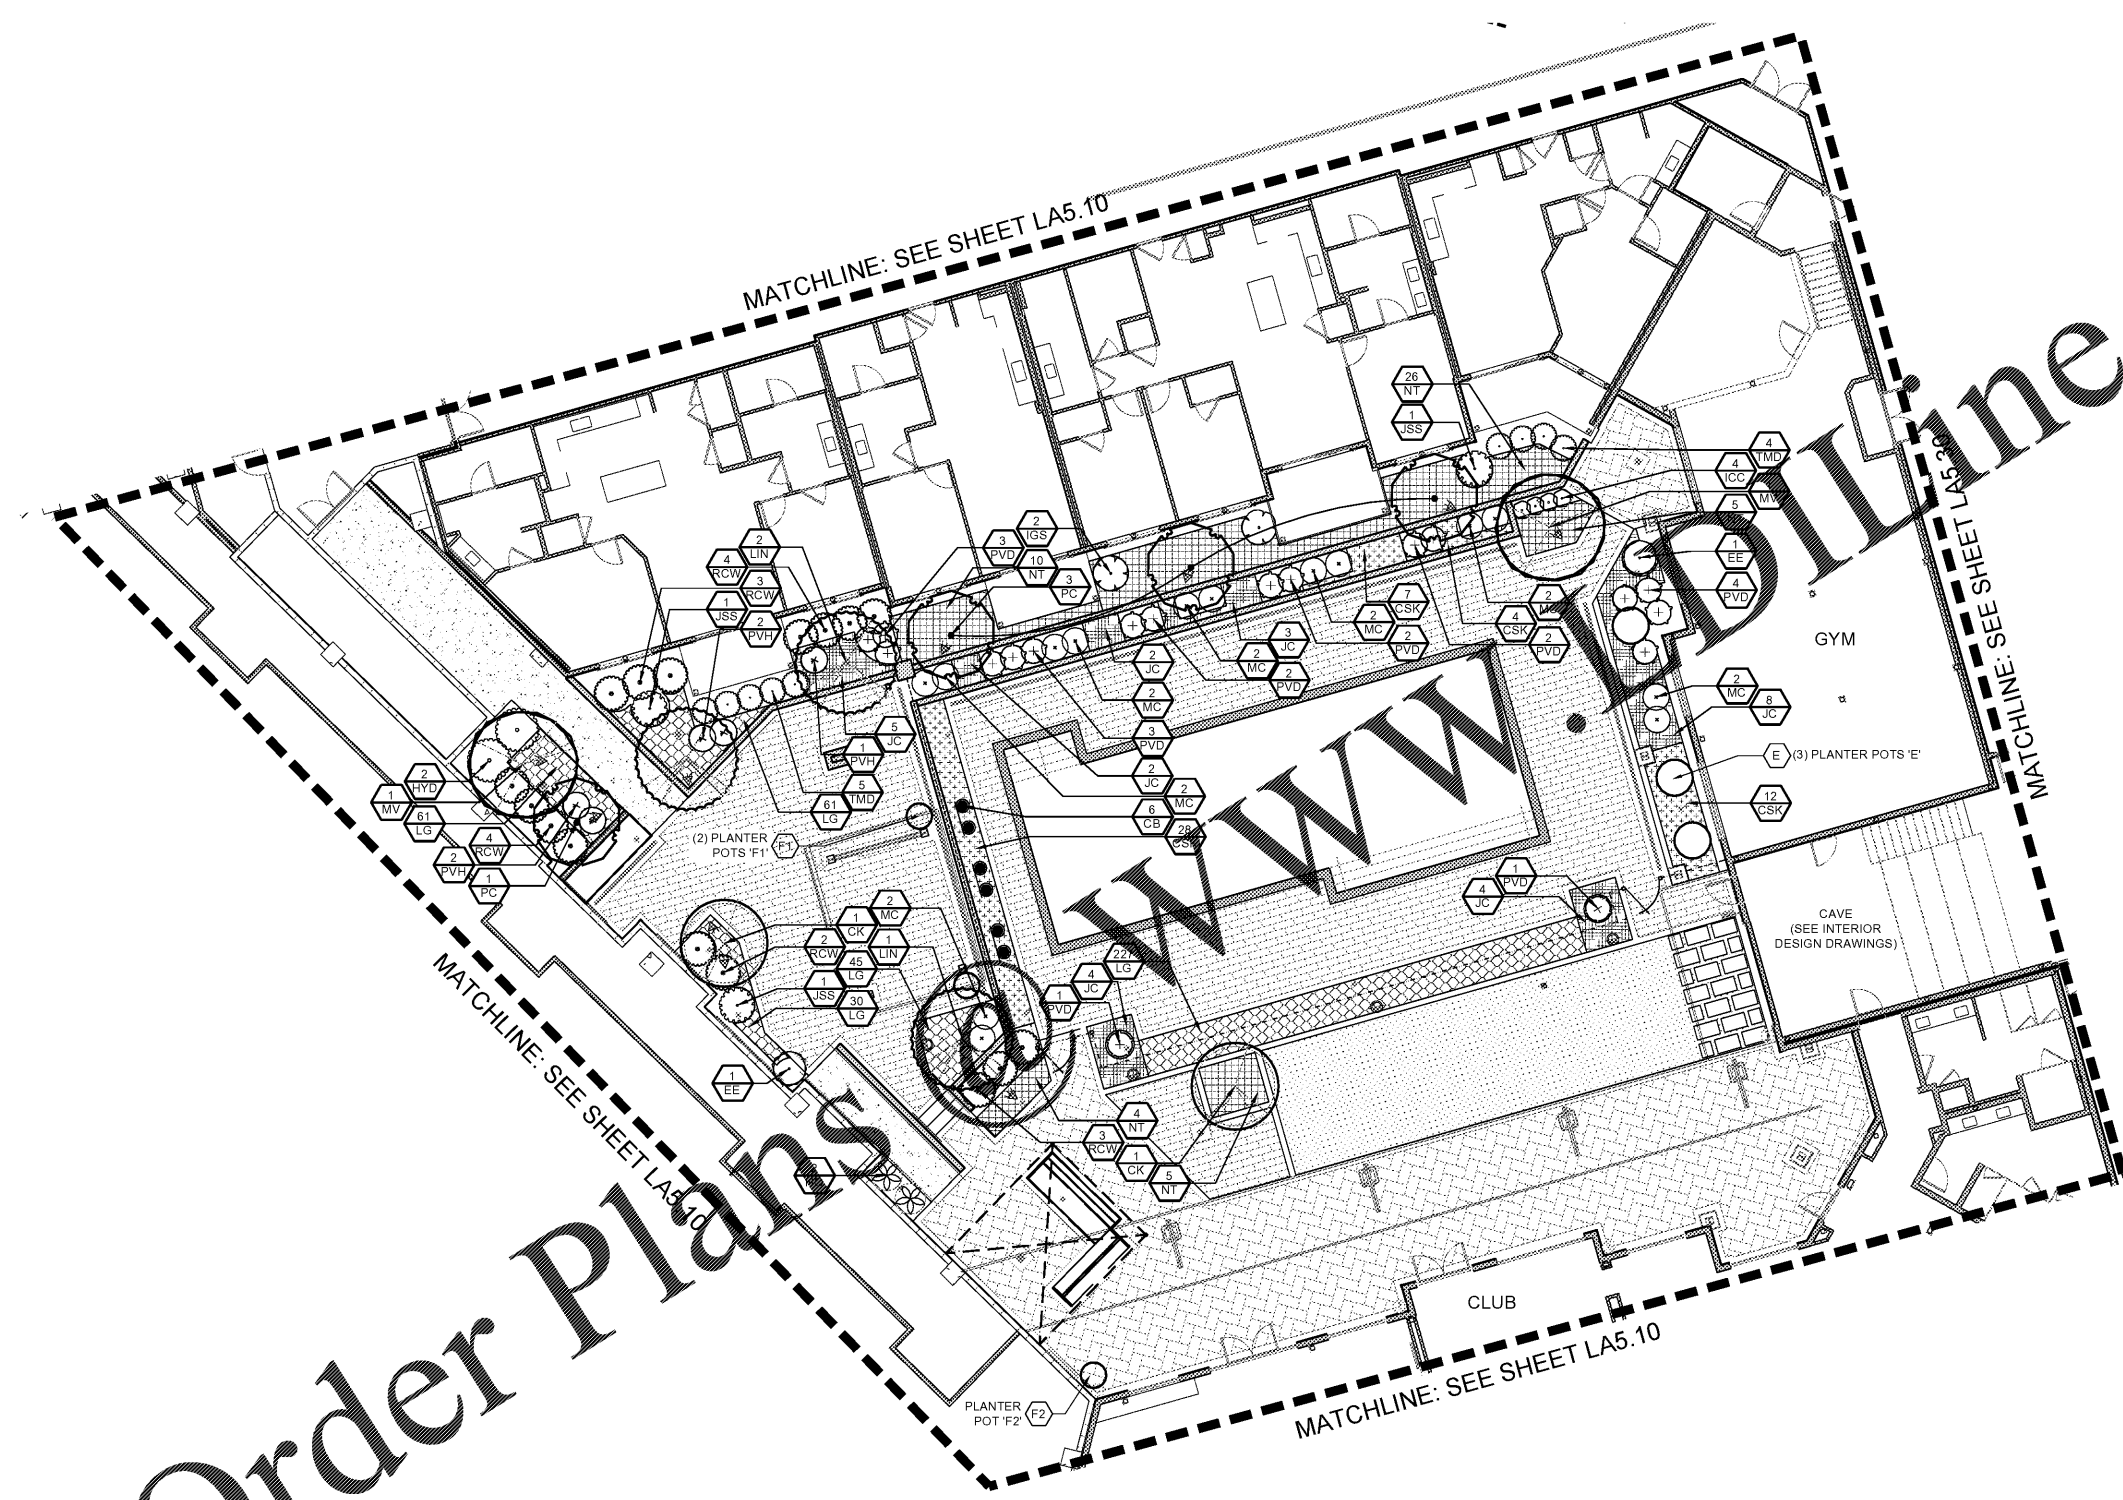 MATCHLINE: SEE SHEET LA5.10
26
NT
1
JSS
4
TMD
4
ICC
MV
5
1
EE
4
PVD
2
LIN
4
RCW
3
RCW
1
JSS
2
PVH
2
IGS
3
PVD
10
NT
3
PC
7
CSK
2
MC
2
PVD
2
4
CSK
2
PVD
3
JC
2
MC
2
PVD
2
JC
2
MC
3
PVD
2
JC
2
MC
6
CB
28
GYM
2
MC
8
JC
E
(3) PLANTER POTS 'E'
12
CSK
MATCHLINE: SEE SHEET LA5.30
5
JC
1
PVH
5
TMD
61
LG
2
HYD
1
MV
61
LG
4
RCW
2
PVH
1
PC
(2) PLANTER
POTS 'F1'
F1
2
MC
1
CK
2
RCW
1
LIN
45
LG
1
JSS
30
LG
227
LG
4
JC
1
PVD
1
PVD
4
JC
CAVE
(SEE INTERIOR
DESIGN DRAWINGS)
1
EE
4
NT
3
RCW
1
CK
5
NT
MATCHLINE: SEE SHEET LA5.10
CLUB
MATCHLINE: SEE SHEET LA5.10
PLANTER
POT 'F2'
F2
Order Plans @ www.LDILine